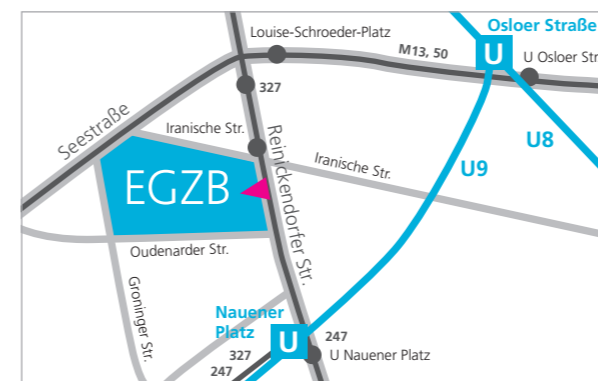 Osloer Straße
Louise-Schroeder-Platz
M13, 50
U
U Osloer Str
327
Seestraße
Iranische Str.
Iranische Str.
U8
U9
EGZB
Reinickendorfer Str.
Oudenarder Str.
Groninger Str.
Nauener
Platz
U
247
U Nauener Platz
327
247